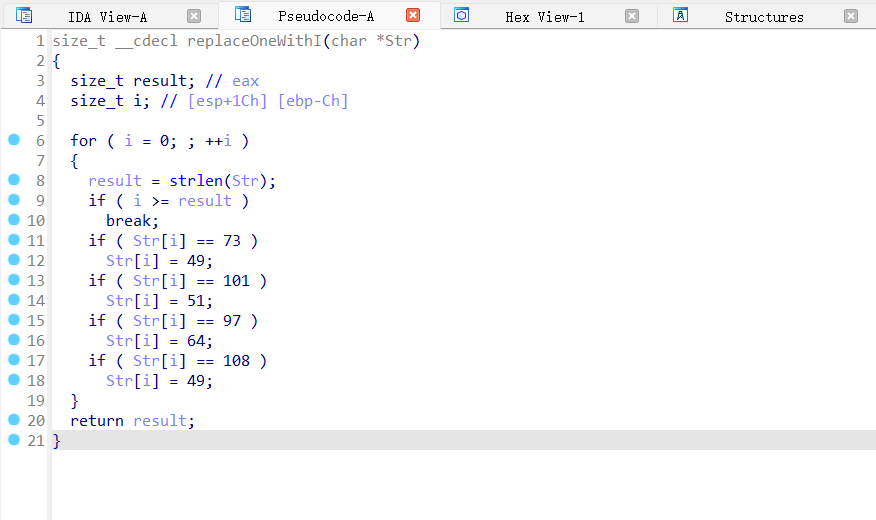 IDA View-A Pseudocode-A Hex View-1 Structures
1 size_t __cdecl replaceOneWithI(char *Str)
2 {
3   size_t result; // eax
4   size_t i; // [esp+1Ch] [ebp-Ch]
5
6   for ( i = 0; ; ++i )
7   {
8     result = strlen(Str);
9     if ( i >= result )
10       break;
11     if ( Str[i] == 73 )
12       Str[i] = 49;
13     if ( Str[i] == 101 )
14       Str[i] = 51;
15     if ( Str[i] == 97 )
16       Str[i] = 64;
17     if ( Str[i] == 108 )
18       Str[i] = 49;
19   }
20   return result;
21 }